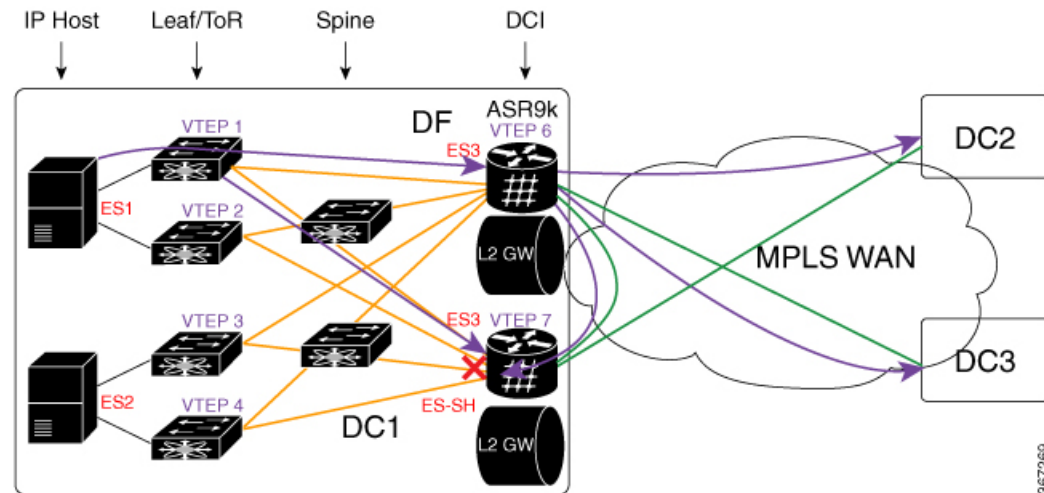 IP Host
Leaf/ToR
Spine
DCI
VTEP 1
DF
ASR9k
VTEP 6
ES3
DC2
ES1
VTEP 2
L2 GW
MPLS WAN
VTEP 3
ES3
VTEP 7
DC3
ES2
VTEP 4
ES-SH
DC1
L2 GW
367269